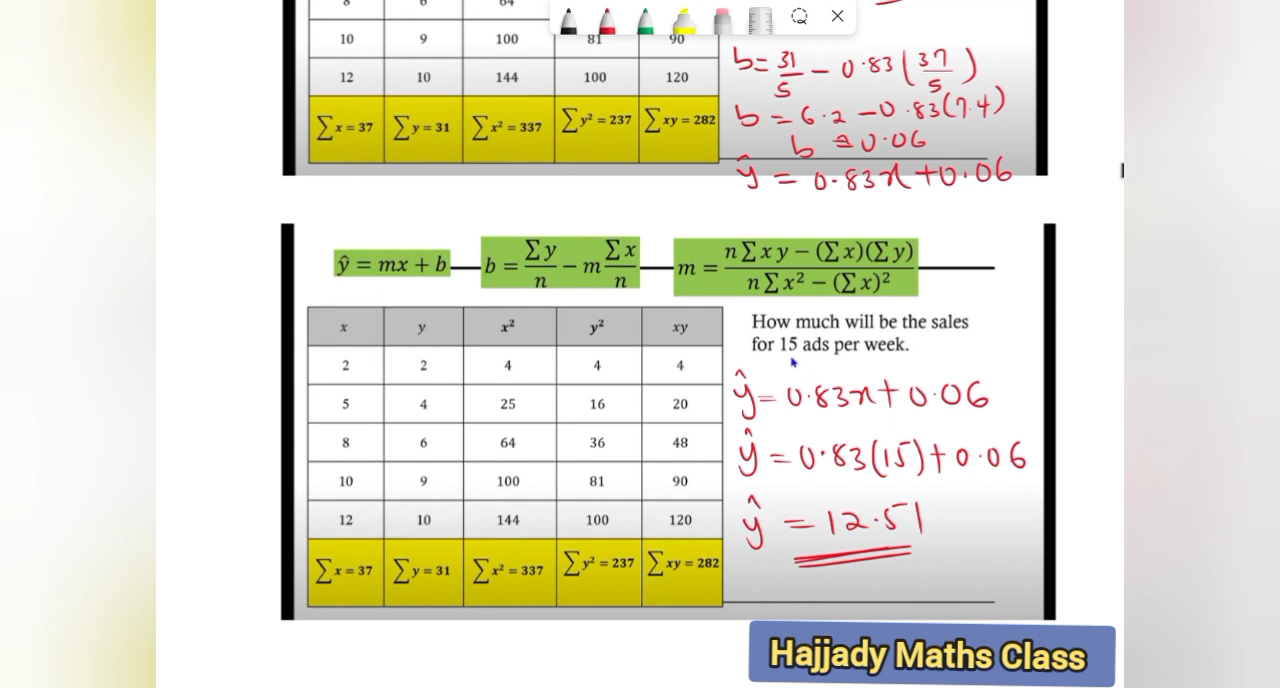 8 6 64
10 9 100 81 90
12 10 144 100 120
∑x = 37 ∑y = 31 ∑x² = 337 ∑y² = 237 ∑xy = 282
b = 31/5 − 0.83(37/5)
b = 6.2 − 0.83(7.4)
b ≅ 0.06
ŷ = 0.83x + 0.06
ŷ = mx + b b = ∑y/n − m ∑x/n m = (n∑xy − (∑x)(∑y))/(n∑x² − (∑x)²)
x y x² y² xy
2 2 4 4 4
5 4 25 16 20
8 6 64 36 48
10 9 100 81 90
12 10 144 100 120
∑x = 37 ∑y = 31 ∑x² = 337 ∑y² = 237 ∑xy = 282
How much will be the sales
for 15 ads per week.
ŷ = 0.83x + 0.06
ŷ = 0.83(15) + 0.06
ŷ = 12.51
Hajjady Maths Class